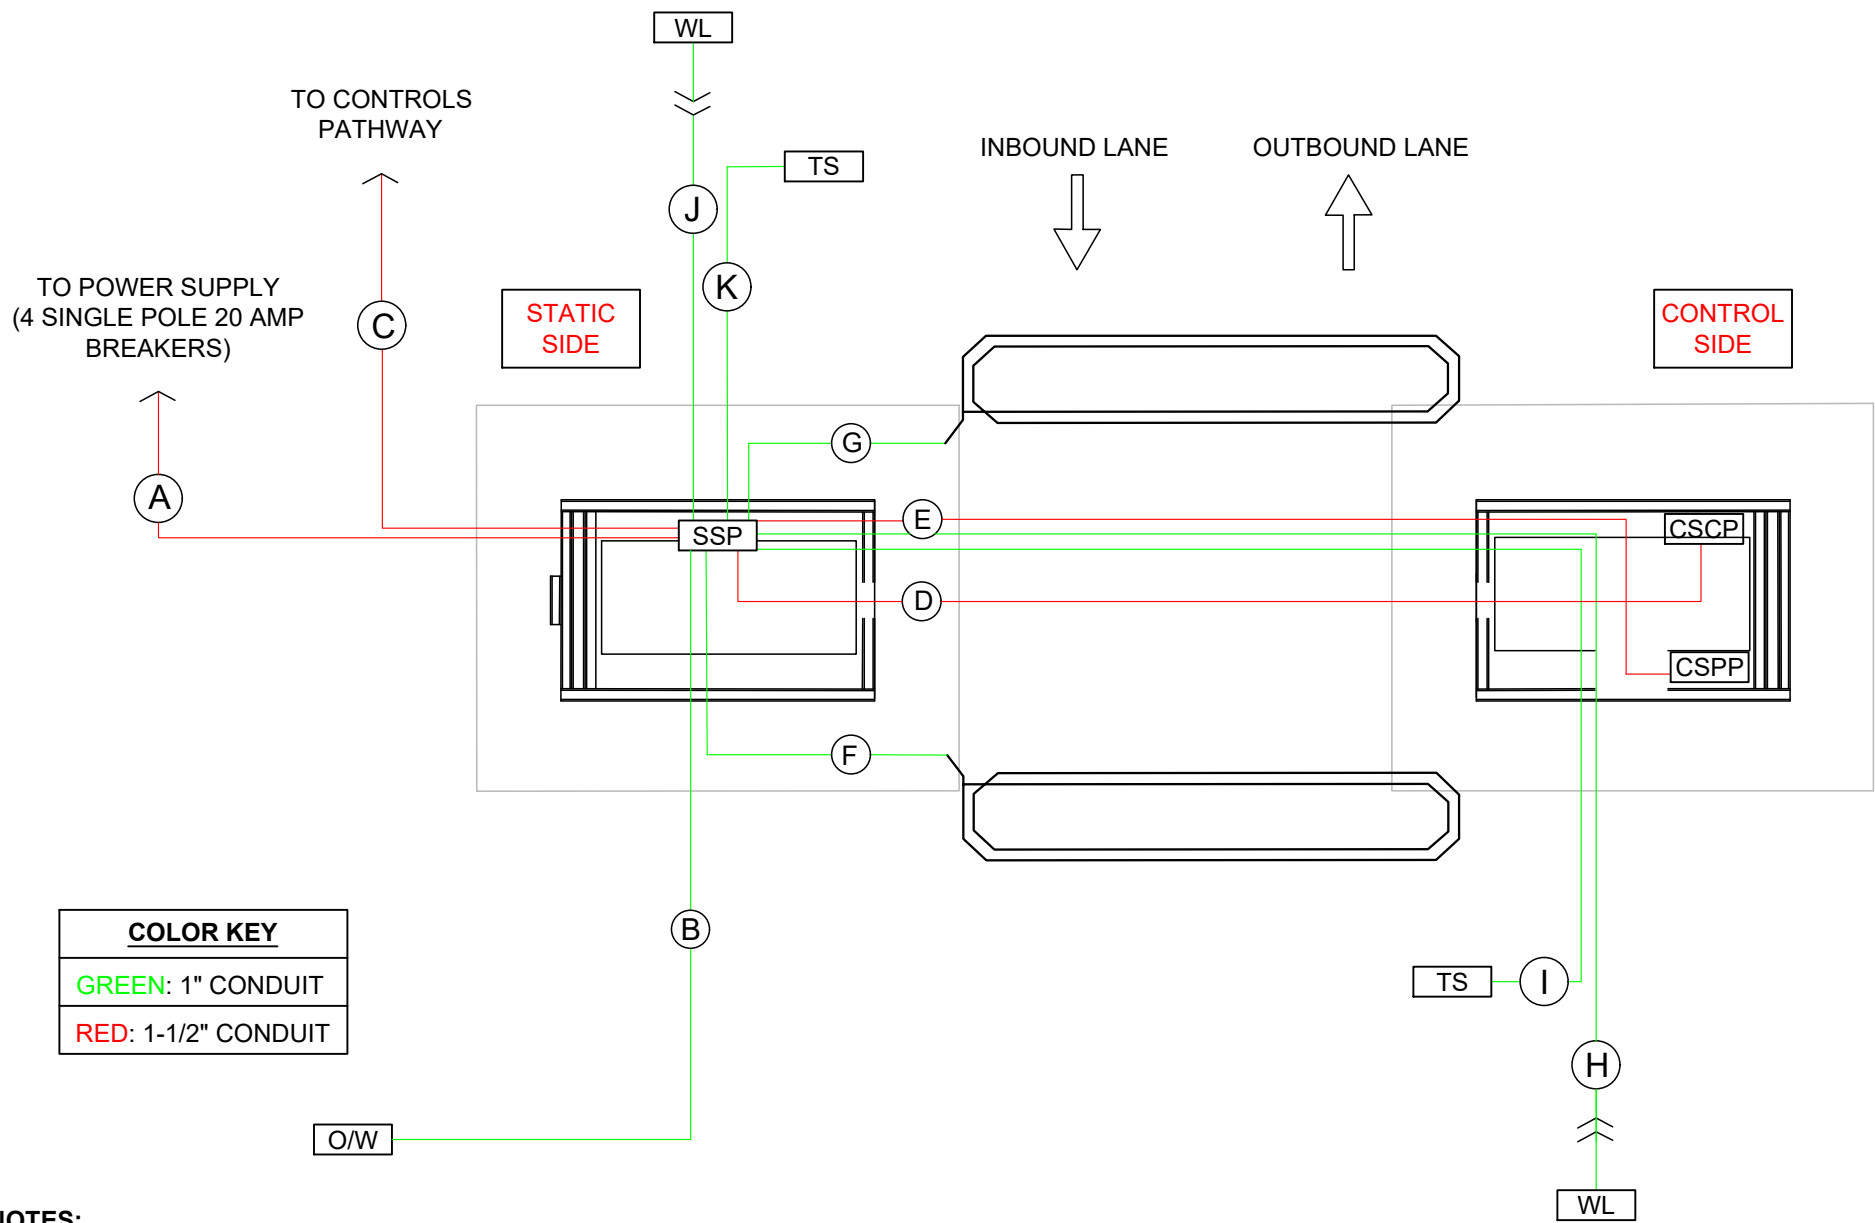 WL
TO CONTROLS
PATHWAY
TS
INBOUND LANE
OUTBOUND LANE
J
K
TO POWER SUPPLY
(4 SINGLE POLE 20 AMP
BREAKERS)
C
STATIC
SIDE
CONTROL
SIDE
G
A
E
SSP
CSCP
D
CSPP
F
B
COLOR KEY
GREEN: 1" CONDUIT
RED: 1-1/2" CONDUIT
TS
I
H
O/W
WL
NOTES: